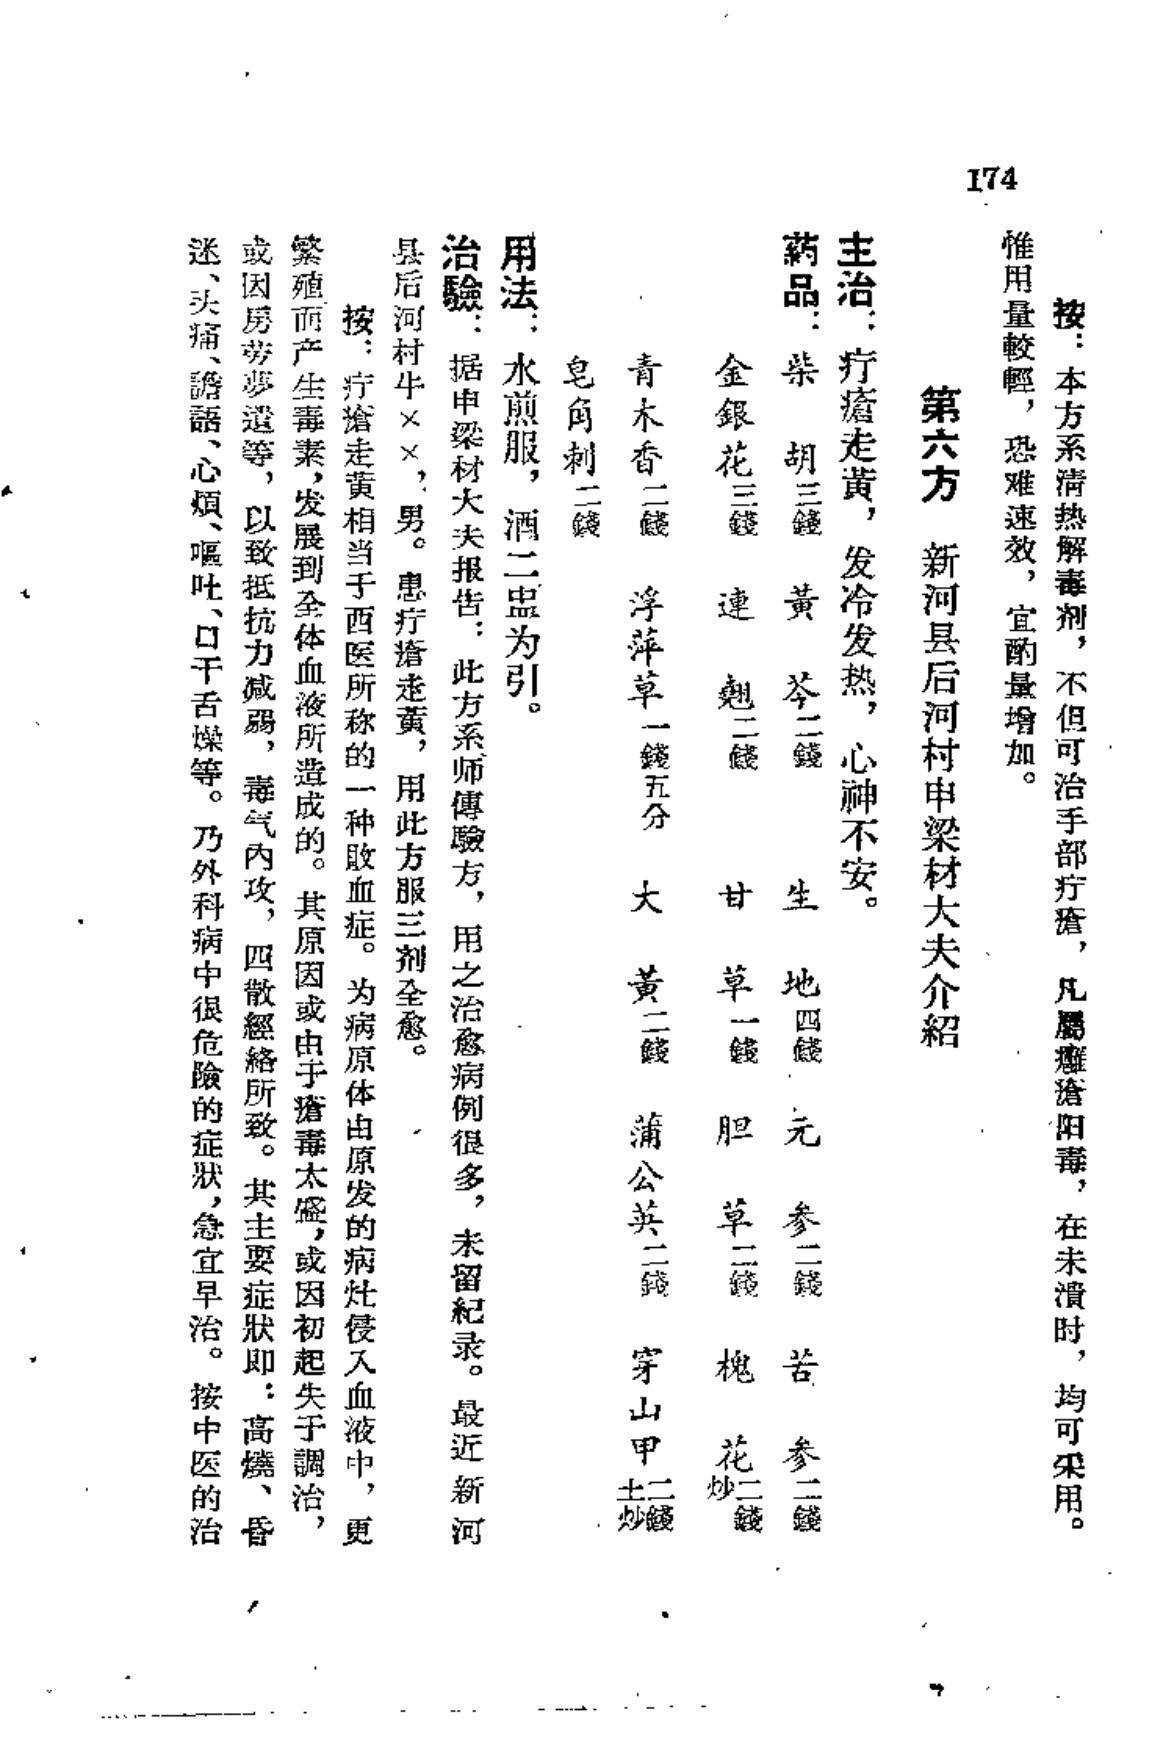 174
按：本方系清热解毒剂，不但可治手部疔瘡，凡屬癰瘡阳毒，在未潰时，均可采用。
惟用量較輕，恐难速效，宜酌量增加。
第六方　新河县后河村申梁材大夫介紹
主治：疔瘡走黃，发冷发热，心神不安。
药品：柴胡三錢　黃芩二錢　生地四錢　元参二錢　苦参二錢
金銀花三錢　連翹二錢　甘草一錢　胆草二錢　槐花炒二錢
青木香二錢　浮萍草一錢五分　大黃二錢　蒲公英二錢　穿山甲土炒二錢
皂角刺二錢
用法：水煎服，酒二盅为引。
治驗：据申梁材大夫报告：此方系师傳驗方，用之治愈病例很多，未留紀录。最近新河
县后河村牛××，男。患疔瘡走黃，用此方服三剂全愈。
按：疔瘡走黃相当于西医所称的一种敗血症。为病原体由原发的病灶侵入血液中，更
繁殖而产生毒素，发展到全体血液所造成的。其原因或由于瘡毒太盛，或因初起失于調治，
或因房劳夢遺等，以致抵抗力减弱，毒气内攻，四散經絡所致。其主要症狀即：高燒、昏
迷、头痛、譫語、心煩、嘔吐、口干舌燥等。乃外科病中很危險的症狀，急宜早治。按中医的治